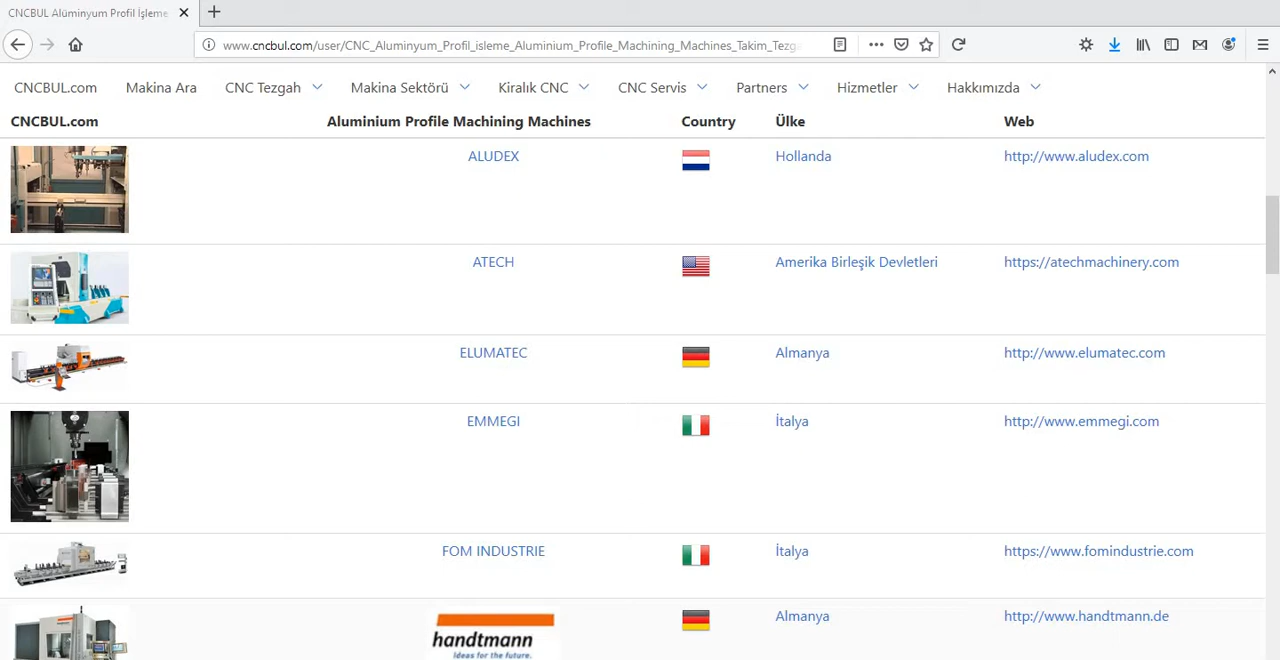 CNCBUL Alüminyum Profil İşleme
www.cncbul.com/user/CNC_Aluminyum_Profil_isleme_Aluminium_Profile_Machining_Machines_Takim_Tezga
CNCBUL.com Makina Ara CNC Tezgah Makina Sektörü Kiralık CNC CNC Servis Partners Hizmetler Hakkımızda
CNCBUL.com Aluminium Profile Machining Machines Country Ülke Web
ALUDEX Hollanda http://www.aludex.com
ATECH Amerika Birleşik Devletleri https://atechmachinery.com
ELUMATEC Almanya http://www.elumatec.com
EMMEGI İtalya http://www.emmegi.com
FOM INDUSTRIE İtalya https://www.fomindustrie.com
Almanya http://www.handtmann.de
handtmann
Ideas for the future.